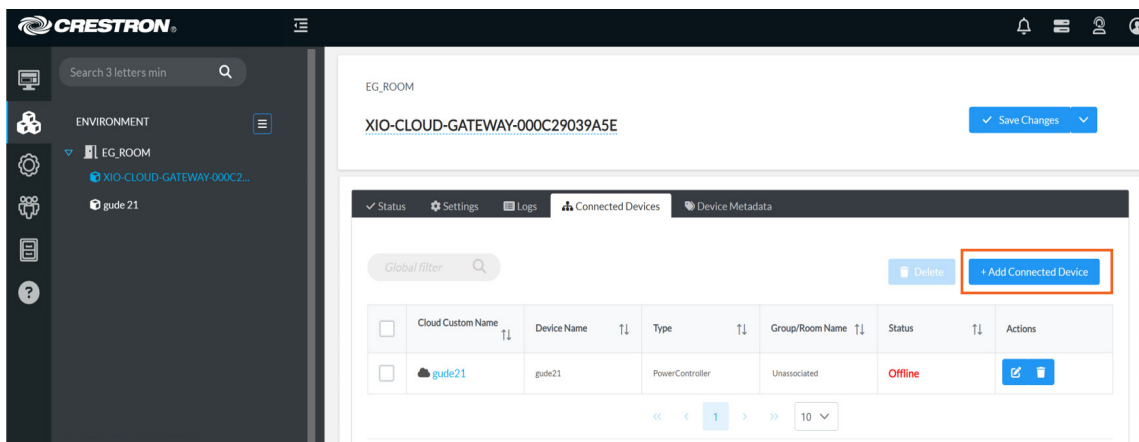 CRESTRON®
Search 3 letters min
ENVIRONMENT
EG_ROOM
XIO-CLOUD-GATEWAY-000C2...
gude 21
?
EG_ROOM
XIO-CLOUD-GATEWAY-000C29039A5E
Save Changes
Status Settings Logs Connected Devices Device Metadata
Global filter
Delete
+ Add Connected Device
Cloud Custom Name Device Name Type Group/Room Name Status Actions
gude21 gude21 PowerController Unassociated Offline
« < 1 > » 10